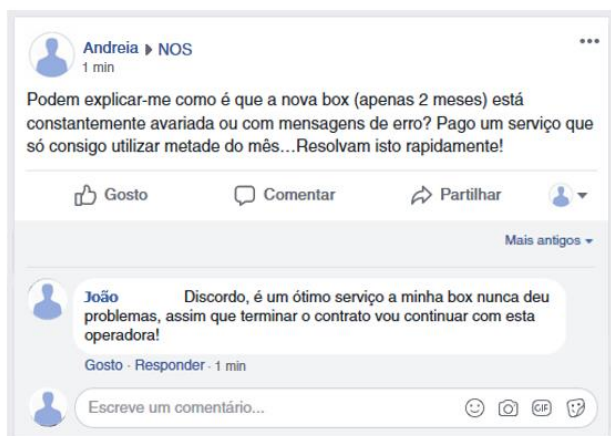 Andreia ▶ NOS
1 min
Podem explicar-me como é que a nova box (apenas 2 meses) está
constantemente avariada ou com mensagens de erro? Pago um serviço que
só consigo utilizar metade do mês...Resolvam isto rapidamente!
Gosto Comentar Partilhar
Mais antigos
João Discordo, é um ótimo serviço a minha box nunca deu
problemas, assim que terminar o contrato vou continuar com esta
operadora!
Gosto · Responder · 1 min
Escreve um comentário... GIF